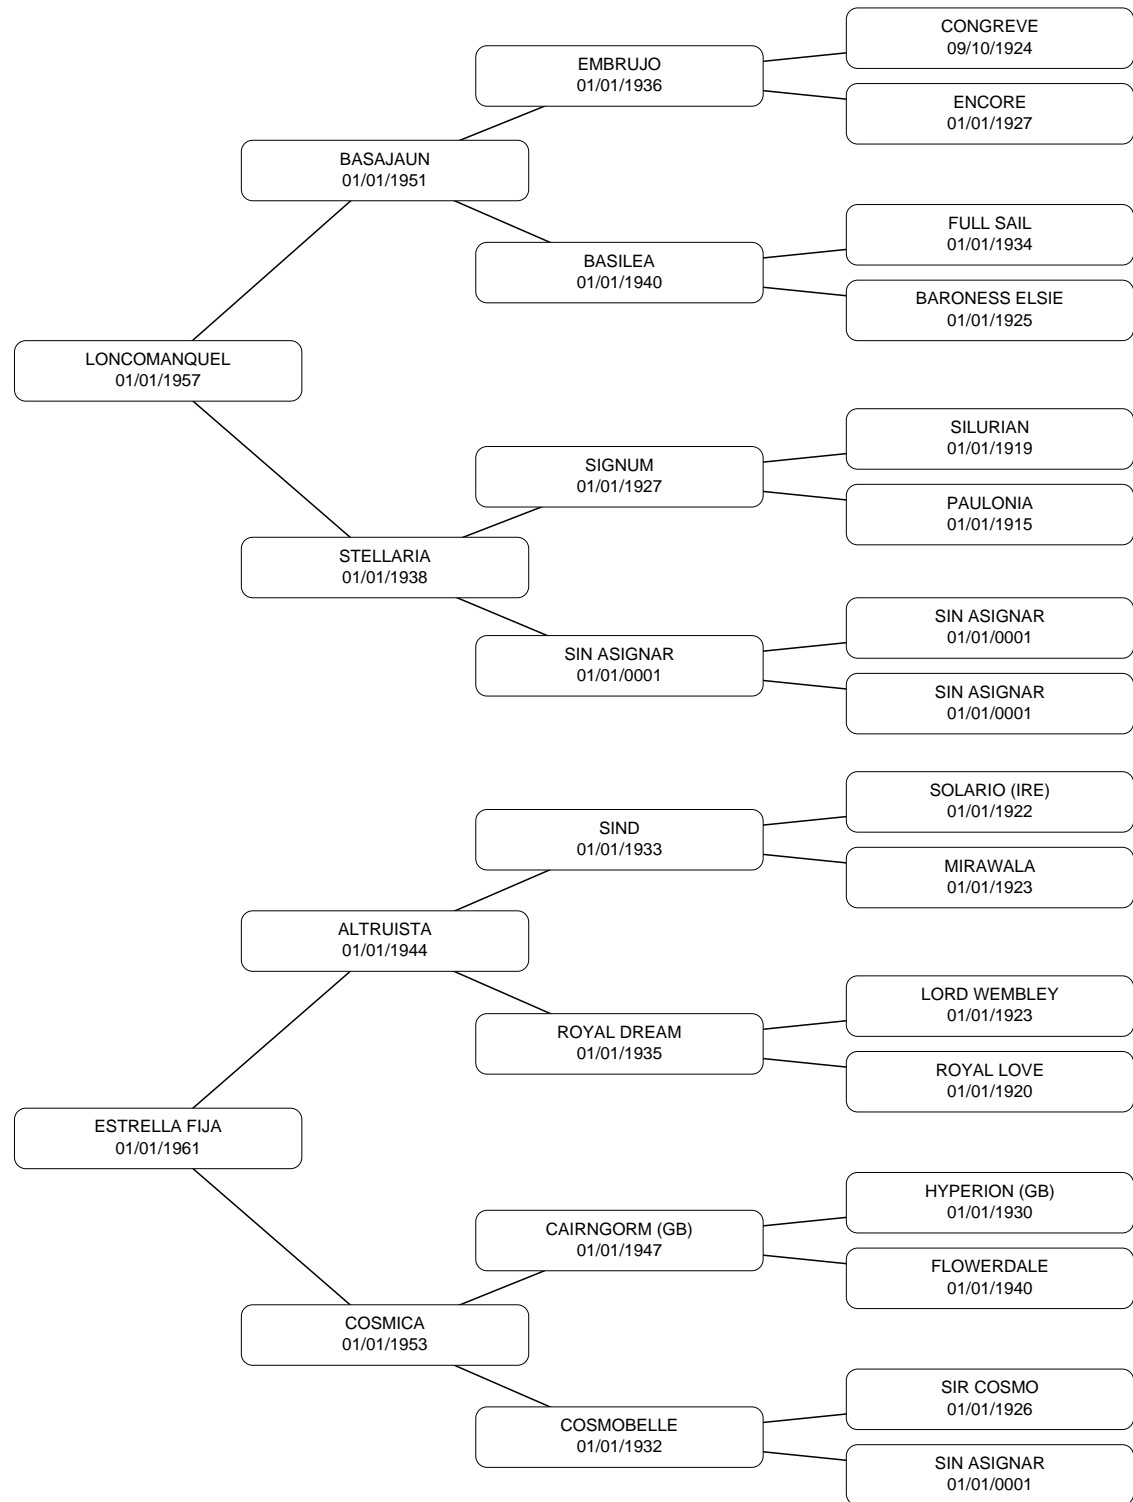 CONGREVE
09/10/1924
EMBRUJO
01/01/1936
ENCORE
01/01/1927
BASAJAUN
01/01/1951
FULL SAIL
01/01/1934
BASILEA
01/01/1940
BARONESS ELSIE
01/01/1925
LONCOMANQUEL
01/01/1957
SILURIAN
01/01/1919
SIGNUM
01/01/1927
PAULONIA
01/01/1915
STELLARIA
01/01/1938
SIN ASIGNAR
01/01/0001
SIN ASIGNAR
01/01/0001
SIN ASIGNAR
01/01/0001
SOLARIO (IRE)
01/01/1922
SIND
01/01/1933
MIRAWALA
01/01/1923
ALTRUISTA
01/01/1944
LORD WEMBLEY
01/01/1923
ROYAL DREAM
01/01/1935
ROYAL LOVE
01/01/1920
ESTRELLA FIJA
01/01/1961
HYPERION (GB)
01/01/1930
CAIRNGORM (GB)
01/01/1947
FLOWERDALE
01/01/1940
COSMICA
01/01/1953
SIR COSMO
01/01/1926
COSMOBELLE
01/01/1932
SIN ASIGNAR
01/01/0001